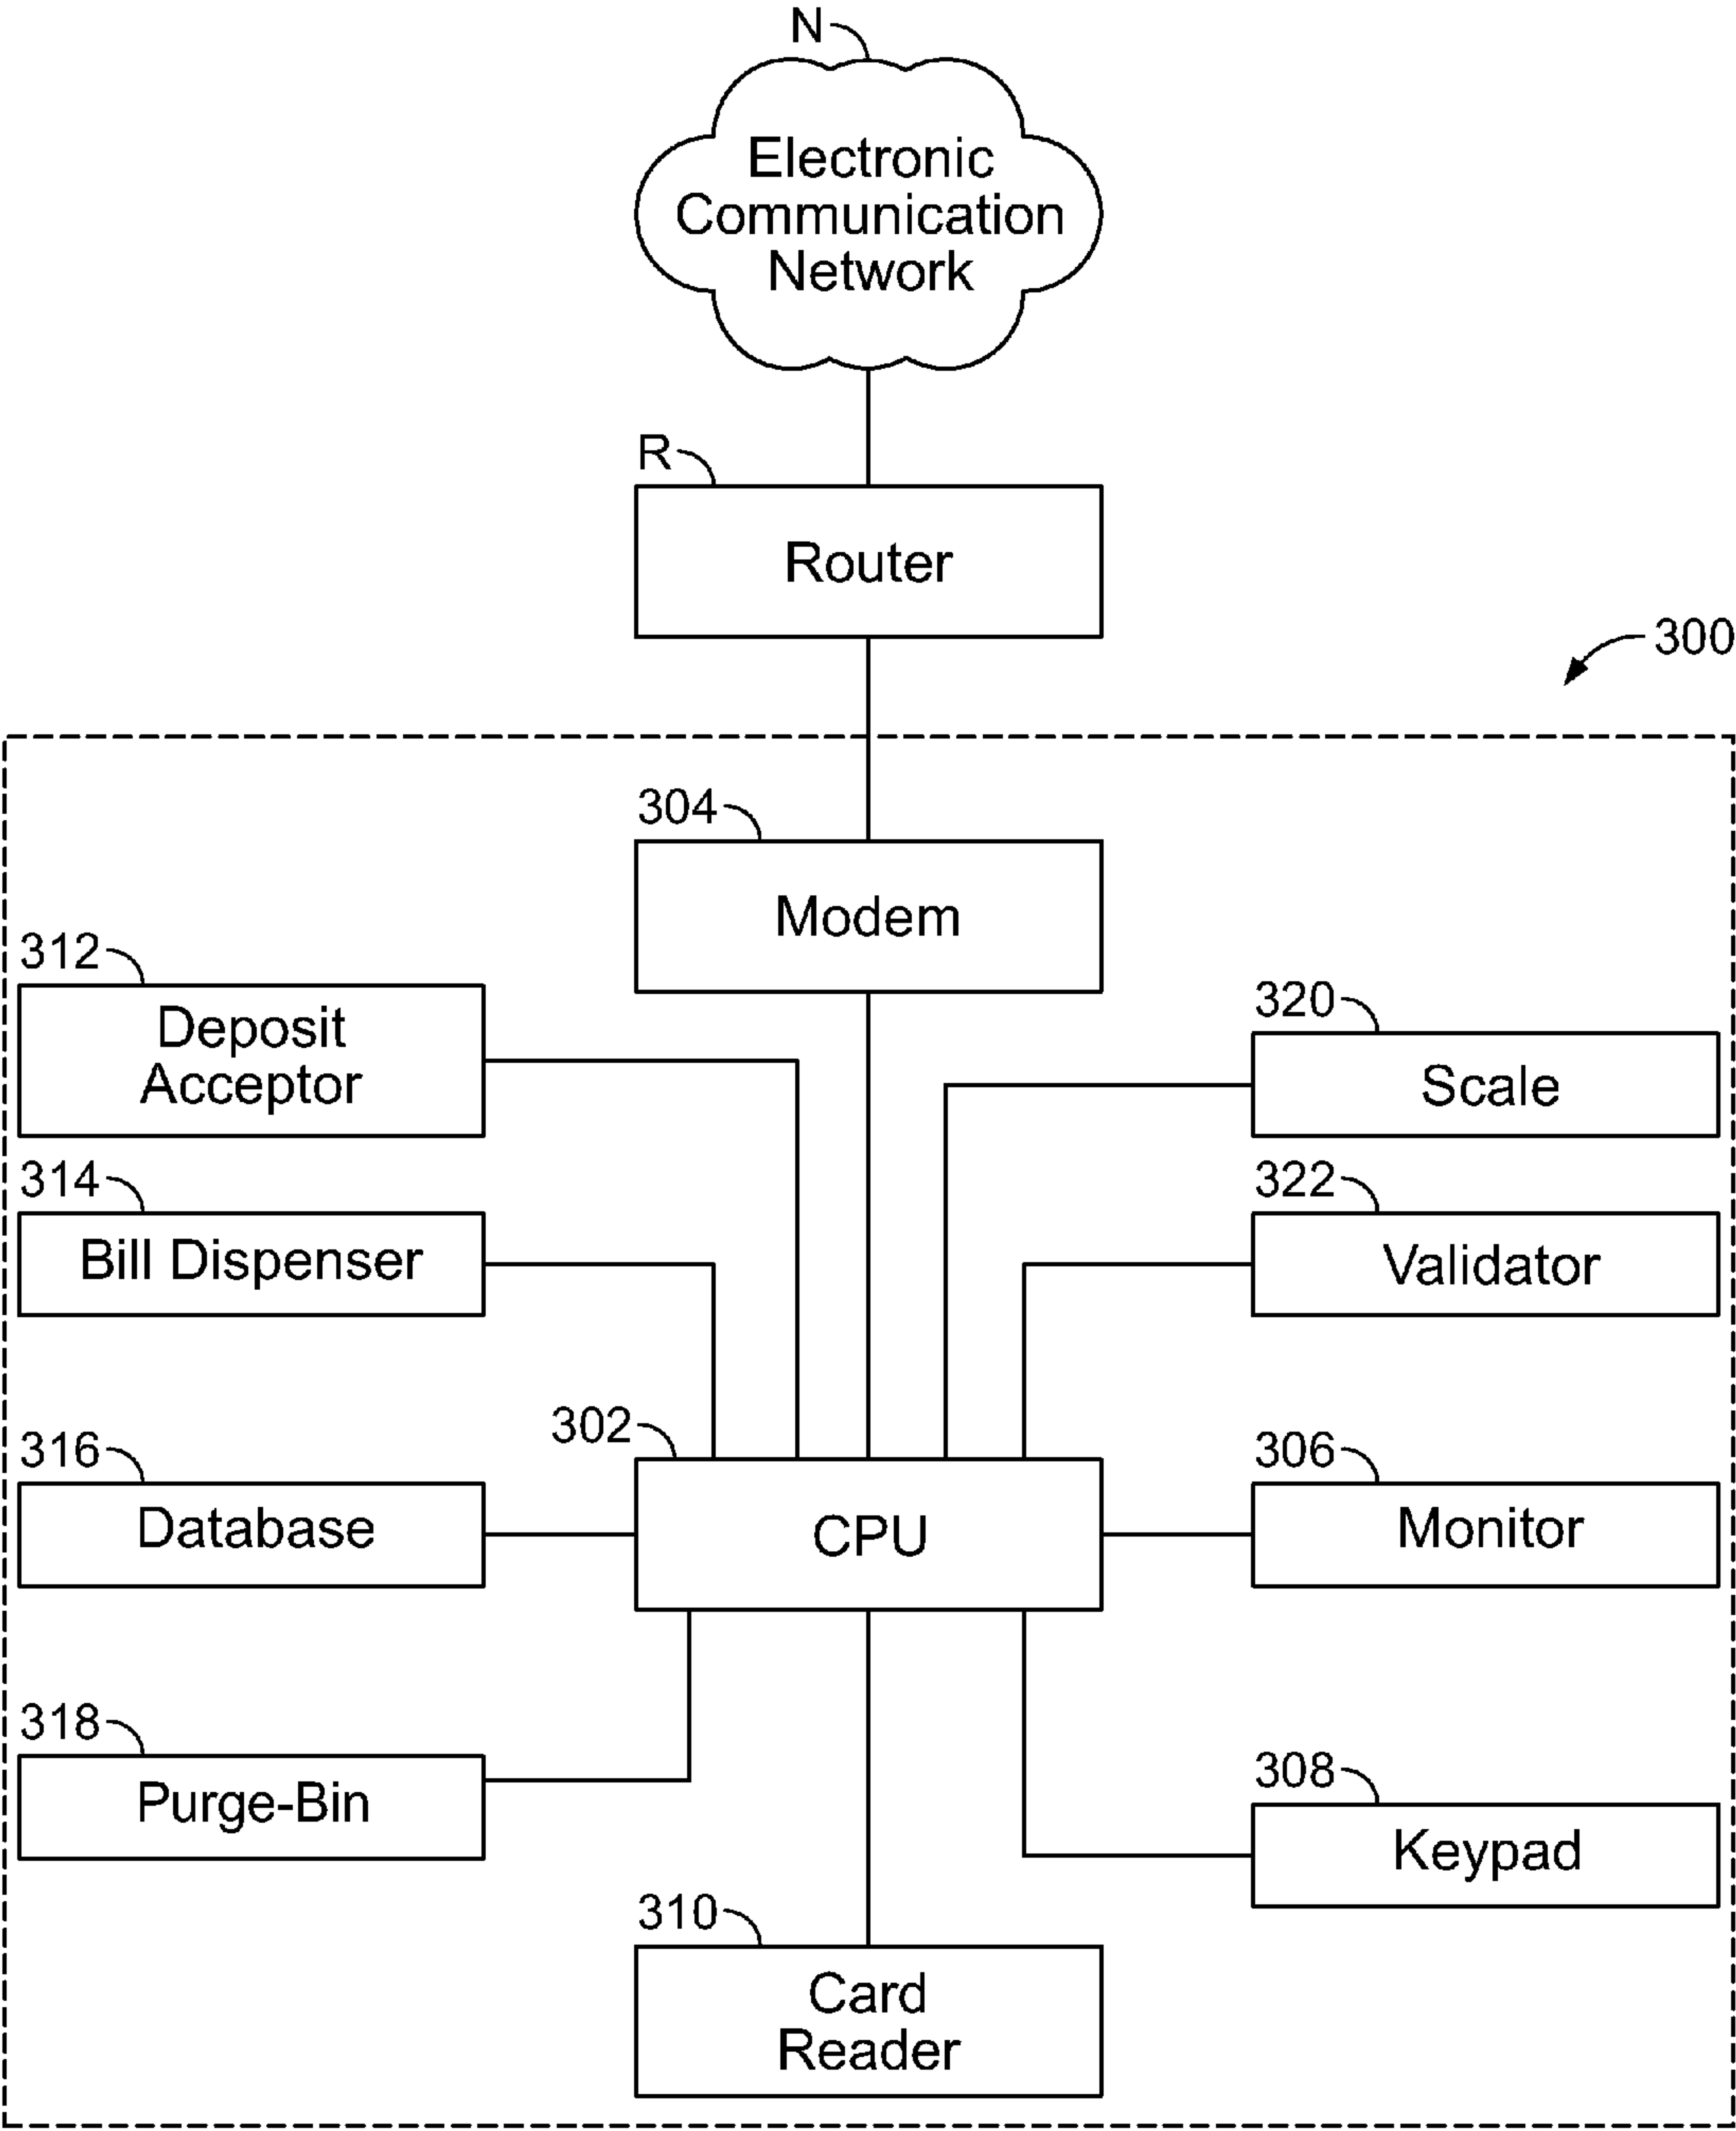 N
Electronic
Communication
Network
R
Router
300
304
Modem
312
Deposit
Acceptor
320
Scale
314
Bill Dispenser
322
Validator
302
CPU
316
Database
306
Monitor
318
Purge-Bin
308
Keypad
310
Card
Reader